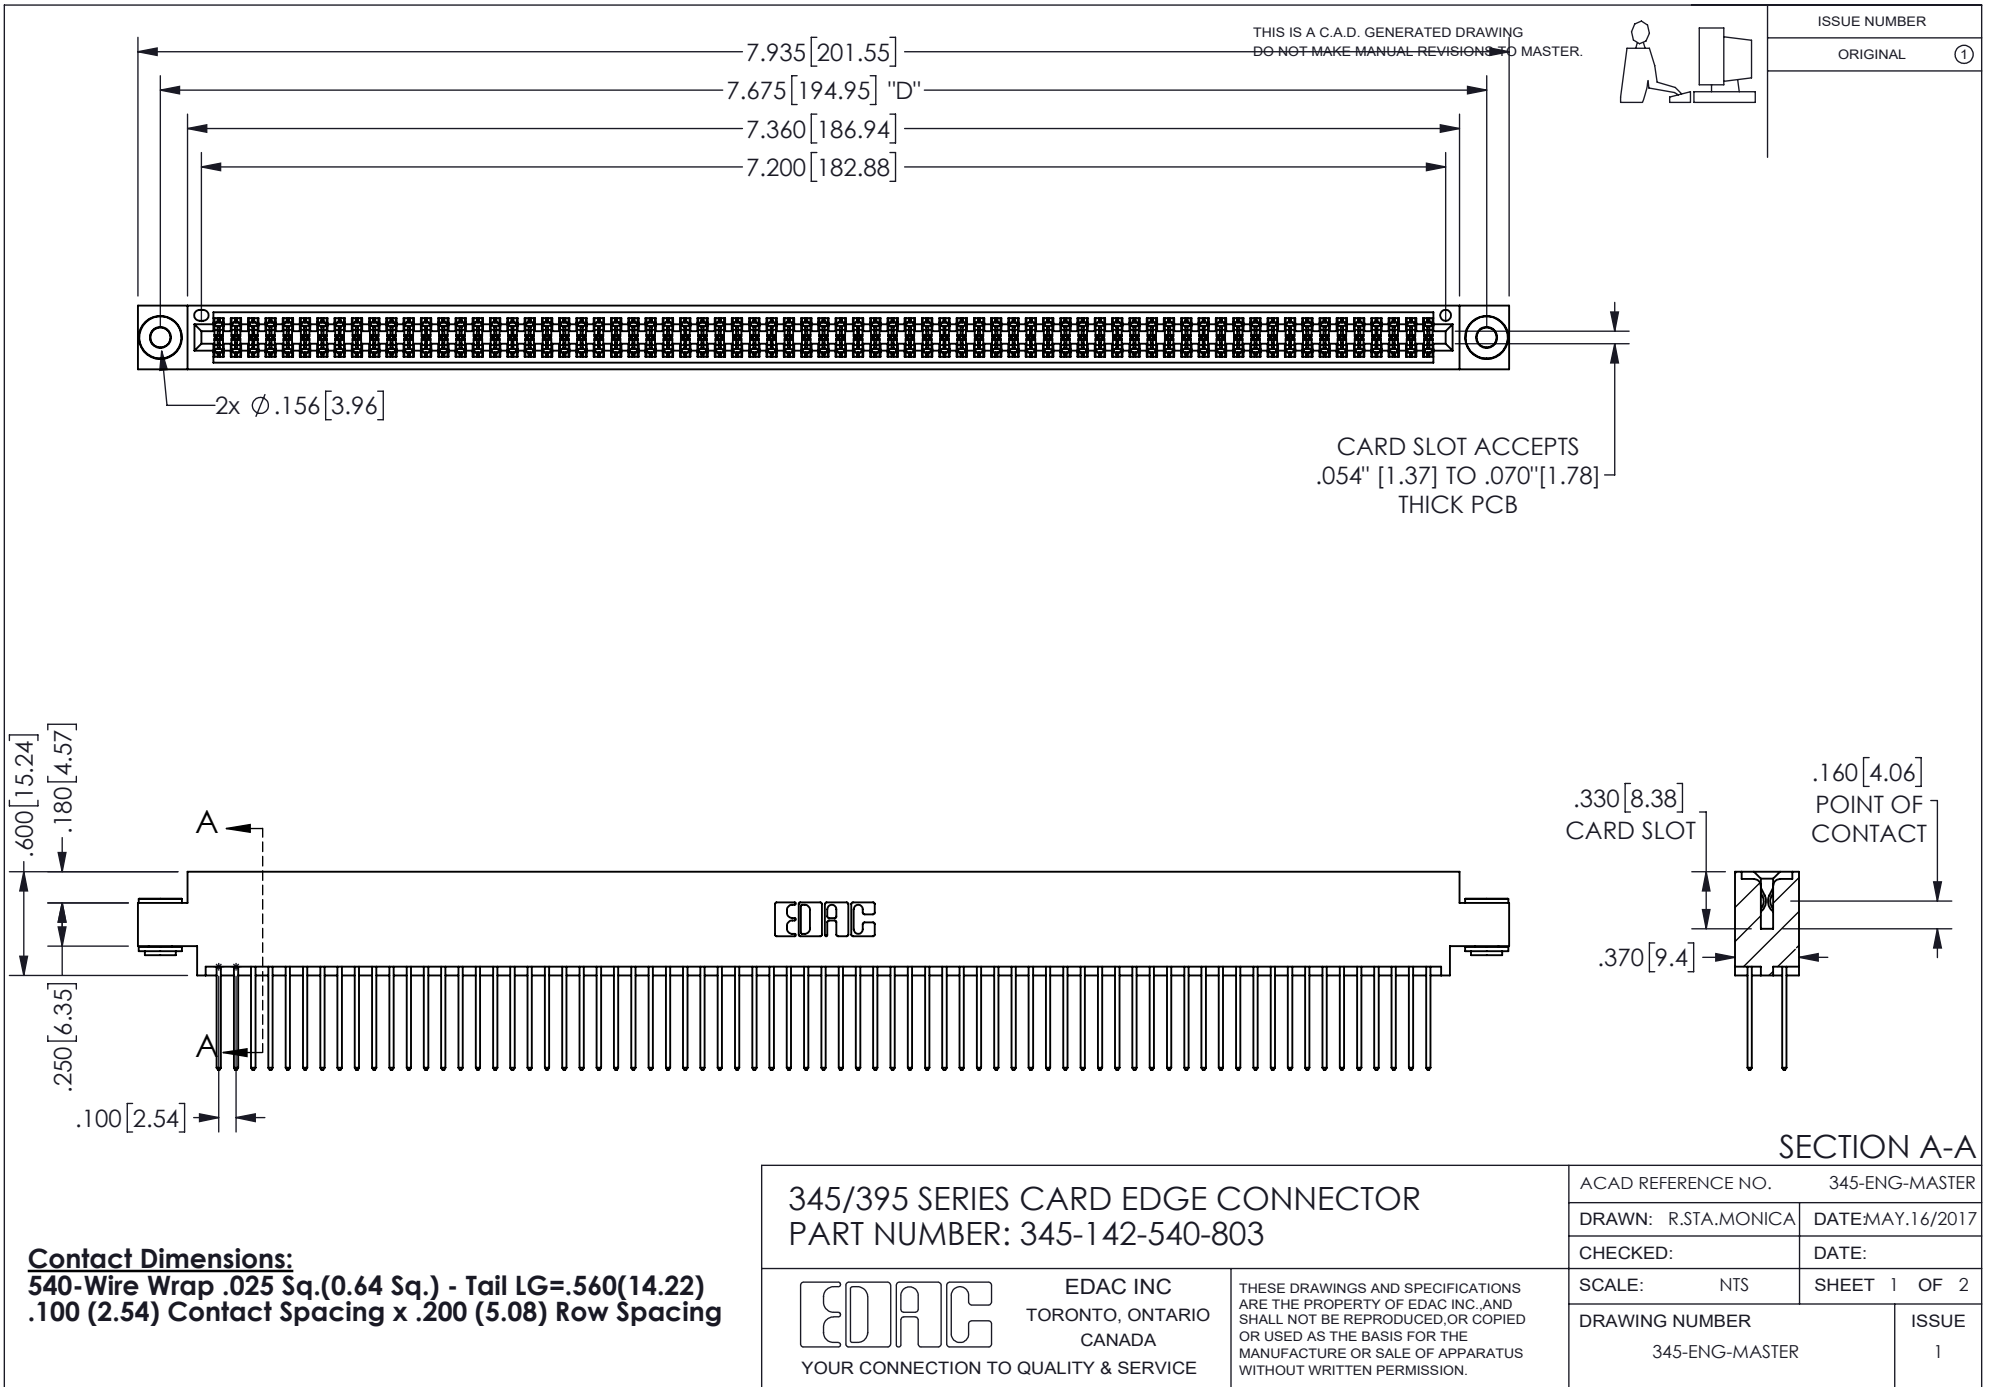 THIS IS A C.A.D. GENERATED DRAWING
DO NOT MAKE MANUAL REVISIONS TO MASTER.
ISSUE NUMBER
ORIGINAL 1
7.935[201.55]
7.675[194.95] "D"
7.360[186.94]
7.200[182.88]
2x Ø.156[3.96]
CARD SLOT ACCEPTS
.054" [1.37] TO .070"[1.78]
THICK PCB
.600[15.24]
.180[4.57]
.250[6.35]
.100[2.54]
A
A
EDAC
.330[8.38]
CARD SLOT
.160[4.06]
POINT OF
CONTACT
.370[9.4]
SECTION A-A
Contact Dimensions:
540-Wire Wrap .025 Sq.(0.64 Sq.) - Tail LG=.560(14.22)
.100 (2.54) Contact Spacing x .200 (5.08) Row Spacing
345/395 SERIES CARD EDGE CONNECTOR
PART NUMBER: 345-142-540-803
EDAC
EDAC INC
TORONTO, ONTARIO
CANADA
YOUR CONNECTION TO QUALITY & SERVICE
THESE DRAWINGS AND SPECIFICATIONS
ARE THE PROPERTY OF EDAC INC.,AND
SHALL NOT BE REPRODUCED,OR COPIED
OR USED AS THE BASIS FOR THE
MANUFACTURE OR SALE OF APPARATUS
WITHOUT WRITTEN PERMISSION.
ACAD REFERENCE NO. 345-ENG-MASTER
DRAWN: R.STA.MONICA DATE:MAY.16/2017
CHECKED: DATE:
SCALE: NTS SHEET 1 OF 2
DRAWING NUMBER ISSUE
345-ENG-MASTER 1